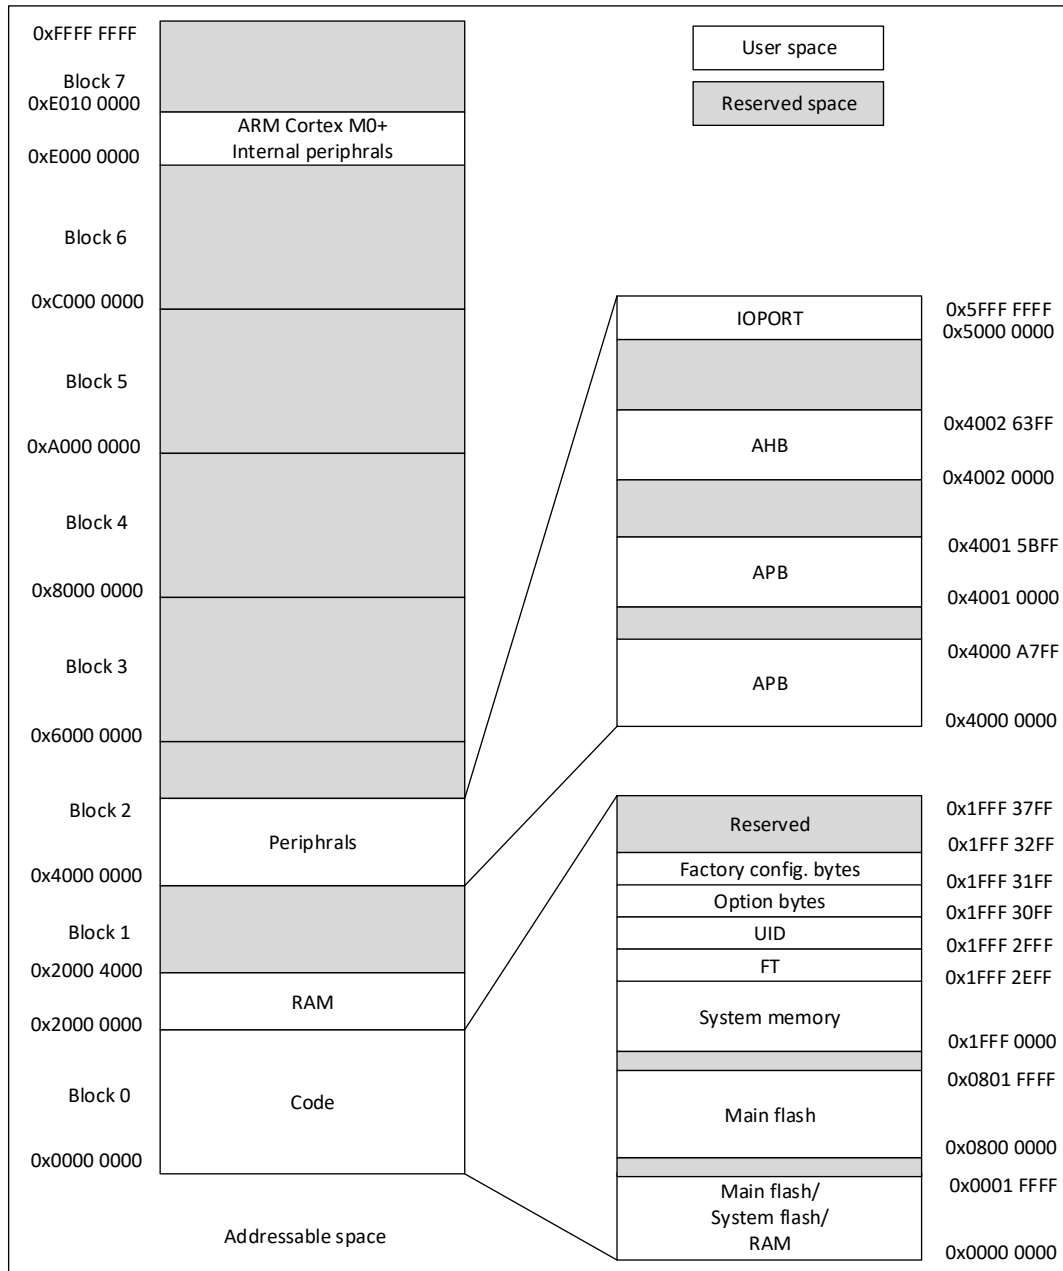 0xFFFF FFFF
Block 7
0xE010 0000
ARM Cortex M0+
Internal periphrals
0xE000 0000
Block 6
0xC000 0000
Block 5
0xA000 0000
Block 4
0x8000 0000
Block 3
0x6000 0000
Block 2
Periphrals
0x4000 0000
Block 1
0x2000 4000
RAM
0x2000 0000
Block 0
Code
0x0000 0000
Addressable space
User space
Reserved space
IOPORT
0x5FFF FFFF
0x5000 0000
0x4002 63FF
AHB
0x4002 0000
0x4001 5BFF
APB
0x4001 0000
0x4000 A7FF
APB
0x4000 0000
0x1FFF 37FF
Reserved
0x1FFF 32FF
Factory config. bytes
0x1FFF 31FF
Option bytes
0x1FFF 30FF
UID
0x1FFF 2FFF
FT
0x1FFF 2EFF
System memory
0x1FFF 0000
0x0801 FFFF
Main flash
0x0800 0000
0x0001 FFFF
Main flash/
System flash/
RAM
0x0000 0000